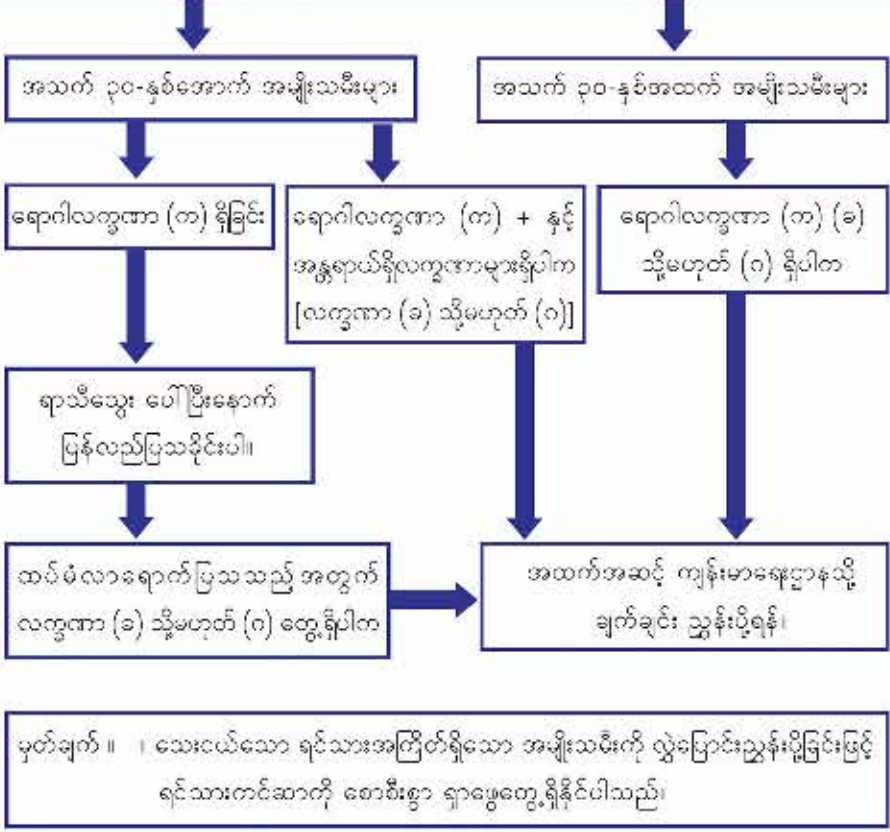 အသက် ၃၀-နှစ်အောက် အမျိုးသမီးများ
အသက် ၃၀-နှစ်အထက် အမျိုးသမီးများ
ရောဂါလက္ခဏာ (က) ရှိခြင်း
ရောဂါလက္ခဏာ (က) + နှင့်
အန္တရာယ်ရှိလက္ခဏာများရှိပါက
[လက္ခဏာ (ခ) သို့မဟုတ် (ဂ)]
ရောဂါလက္ခဏာ (က) (ခ)
သို့မဟုတ် (ဂ) ရှိပါက
ရာသီသွေး ပေါ်ပြီးနောက်
ပြန်လည်ပြသခိုင်းပါ။
ထပ်မံလာရောက်ပြသသည့် အတွက်
လက္ခဏာ (ခ) သို့မဟုတ် (ဂ) တွေ့ရှိပါက
အထက်အဆင့် ကျန်းမာရေးဌာနသို့
ချက်ချင်း ညွှန်းပို့ရန်။
မှတ်ချက် ။ ။ သေးငယ်သော ရင်သားအကြိတ်ရှိသော အမျိုးသမီးကို လွှဲပြောင်းညွှန်းပို့ခြင်းဖြင့်
ရင်သားကင်ဆာကို စောစီးစွာ ရှာဖွေတွေ့ရှိနိုင်ပါသည်။